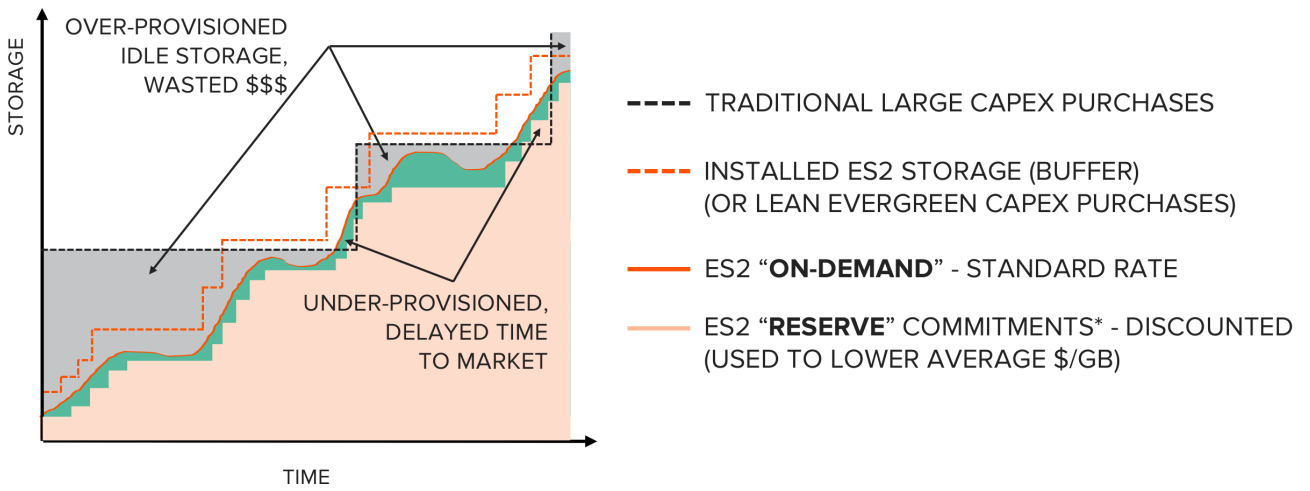 OVER-PROVISIONED
IDLE STORAGE,
WASTED $$$
STORAGE
UNDER-PROVISIONED,
DELAYED TIME
TO MARKET
TIME
TRADITIONAL LARGE CAPEX PURCHASES
INSTALLED ES2 STORAGE (BUFFER)
(OR LEAN EVERGREEN CAPEX PURCHASES)
ES2 “ON-DEMAND” - STANDARD RATE
ES2 “RESERVE” COMMITMENTS* - DISCOUNTED
(USED TO LOWER AVERAGE $/GB)